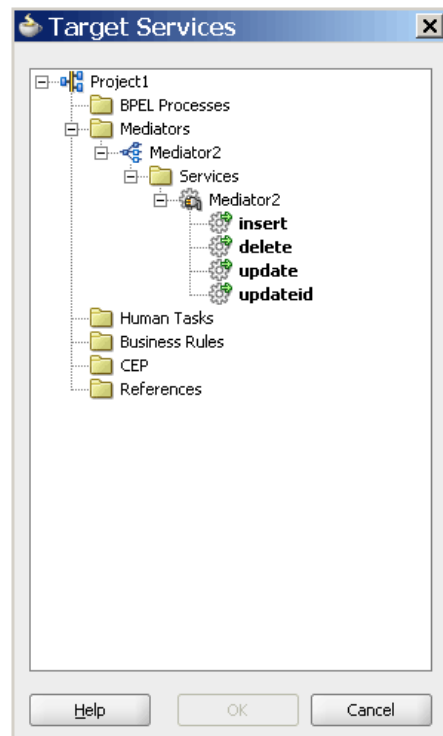 Target Services
Project1
BPEL Processes
Mediators
Mediator2
Services
Mediator2
insert
delete
update
updateid
Human Tasks
Business Rules
CEP
References
Help OK Cancel